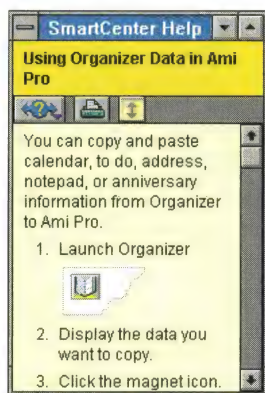 SmartCenter Help
Using Organizer Data in Ami
Pro
You can copy and paste
calendar, to do, address,
notepad, or anniversary
information from Organizer
to Ami Pro.
1. Launch Organizer
2. Display the data you
want to copy.
3. Click the magnet icon.